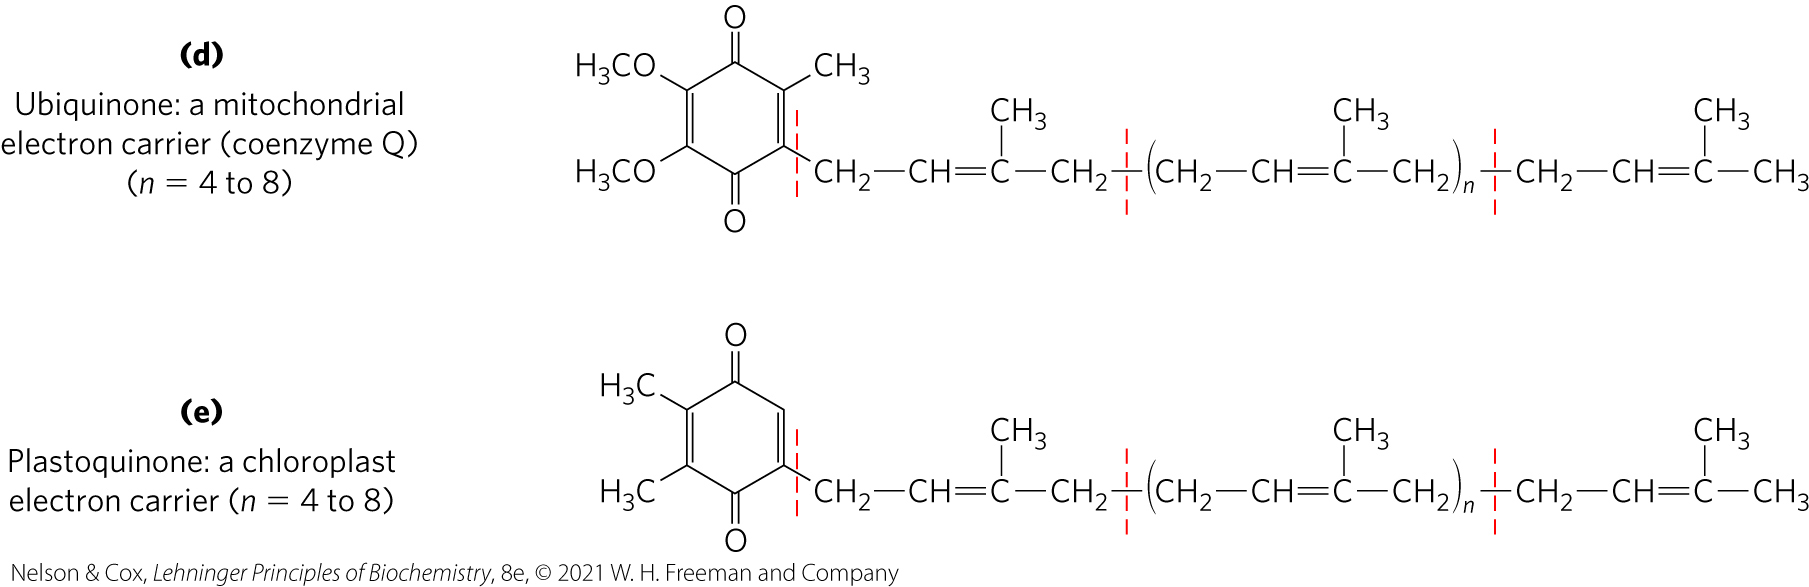 (d)
Ubiquinone: a mitochondrial
electron carrier (coenzyme Q)
(n = 4 to 8)
O
H₃CO
CH₃
H₃CO
O
CH₃
CH₃
CH₃
CH₂—CH=C—CH₂—(CH₂—CH=C—CH₂)ₙ—CH₂—CH=C—CH₃
(e)
Plastoquinone: a chloroplast
electron carrier (n = 4 to 8)
O
H₃C
H₃C
O
CH₃
CH₃
CH₃
CH₂—CH=C—CH₂—(CH₂—CH=C—CH₂)ₙ—CH₂—CH=C—CH₃
Nelson & Cox, Lehninger Principles of Biochemistry, 8e, © 2021 W. H. Freeman and Company